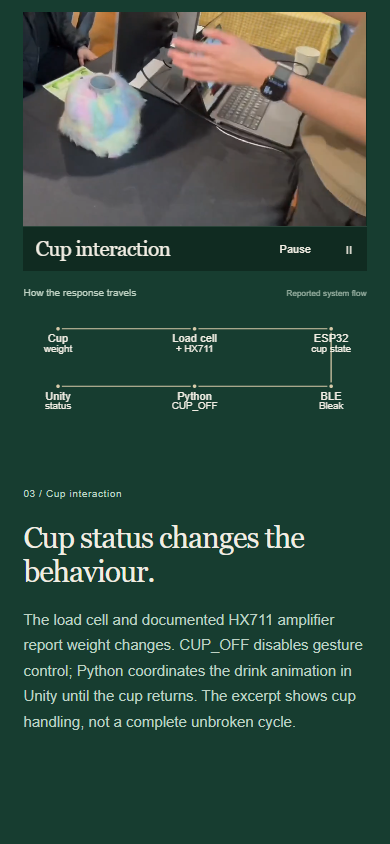 Cup interaction
Pause
How the response travels
Reported system flow
Cup
weight
Load cell
+ HX711
ESP32
cup state
Unity
status
Python
CUP_OFF
BLE
Bleak
03 / Cup interaction
Cup status changes the
behaviour.
The load cell and documented HX711 amplifier
report weight changes. CUP_OFF disables gesture
control; Python coordinates the drink animation in
Unity until the cup returns. The excerpt shows cup
handling, not a complete unbroken cycle.